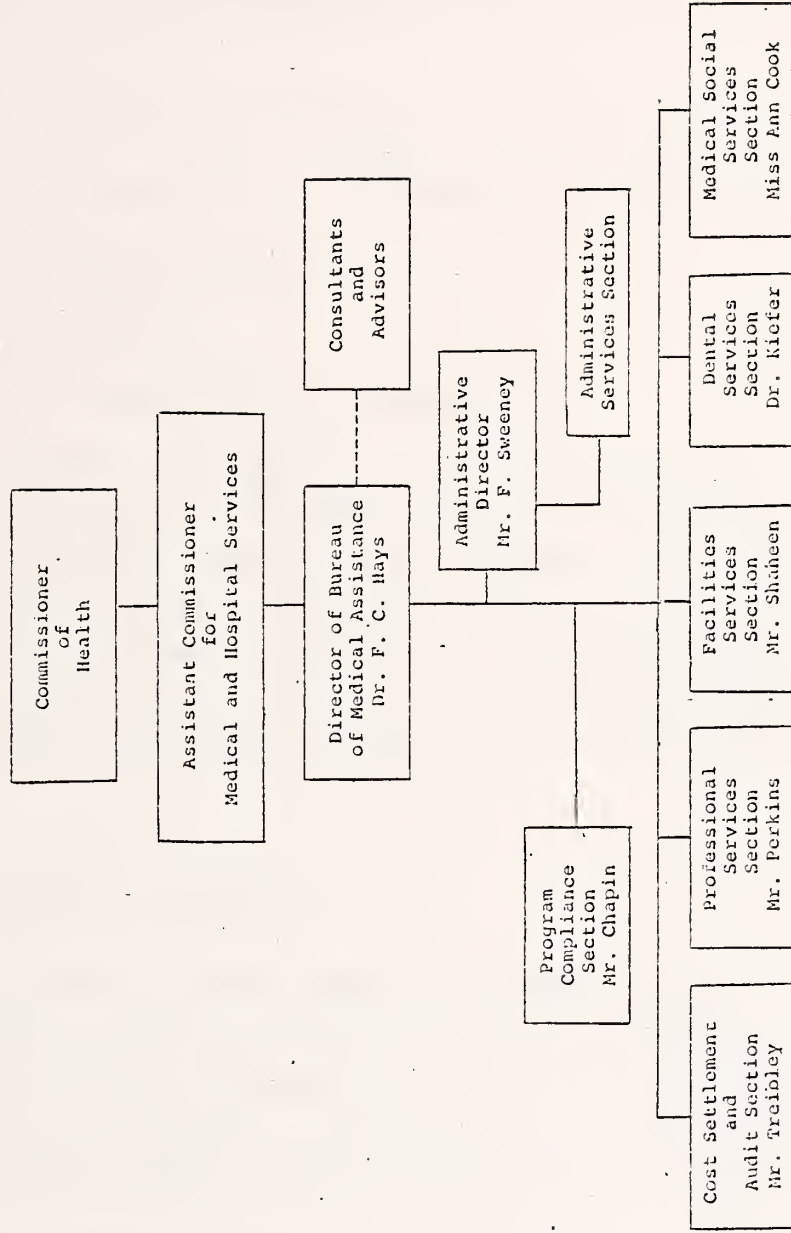 Commissioner
of
Health
Assistant Commissioner
for
Medical and Hospital Services
Director of Bureau
of Medical Assistance
Dr. F. C. Hays
Consultants
and
Advisors
Administrative
Director
Mr. F. Sweeney
Administrative
Services Section
Program
Compliance
Section
Mr. Chapin
Cost Settlement
and
Audit Section
Mr. Treibley
Professional
Services
Section
Mr. Perkins
Facilities
Services
Section
Mr. Shaheen
Dental
Services
Section
Dr. Kiefer
Medical Social
Services
Section
Miss Ann Cook